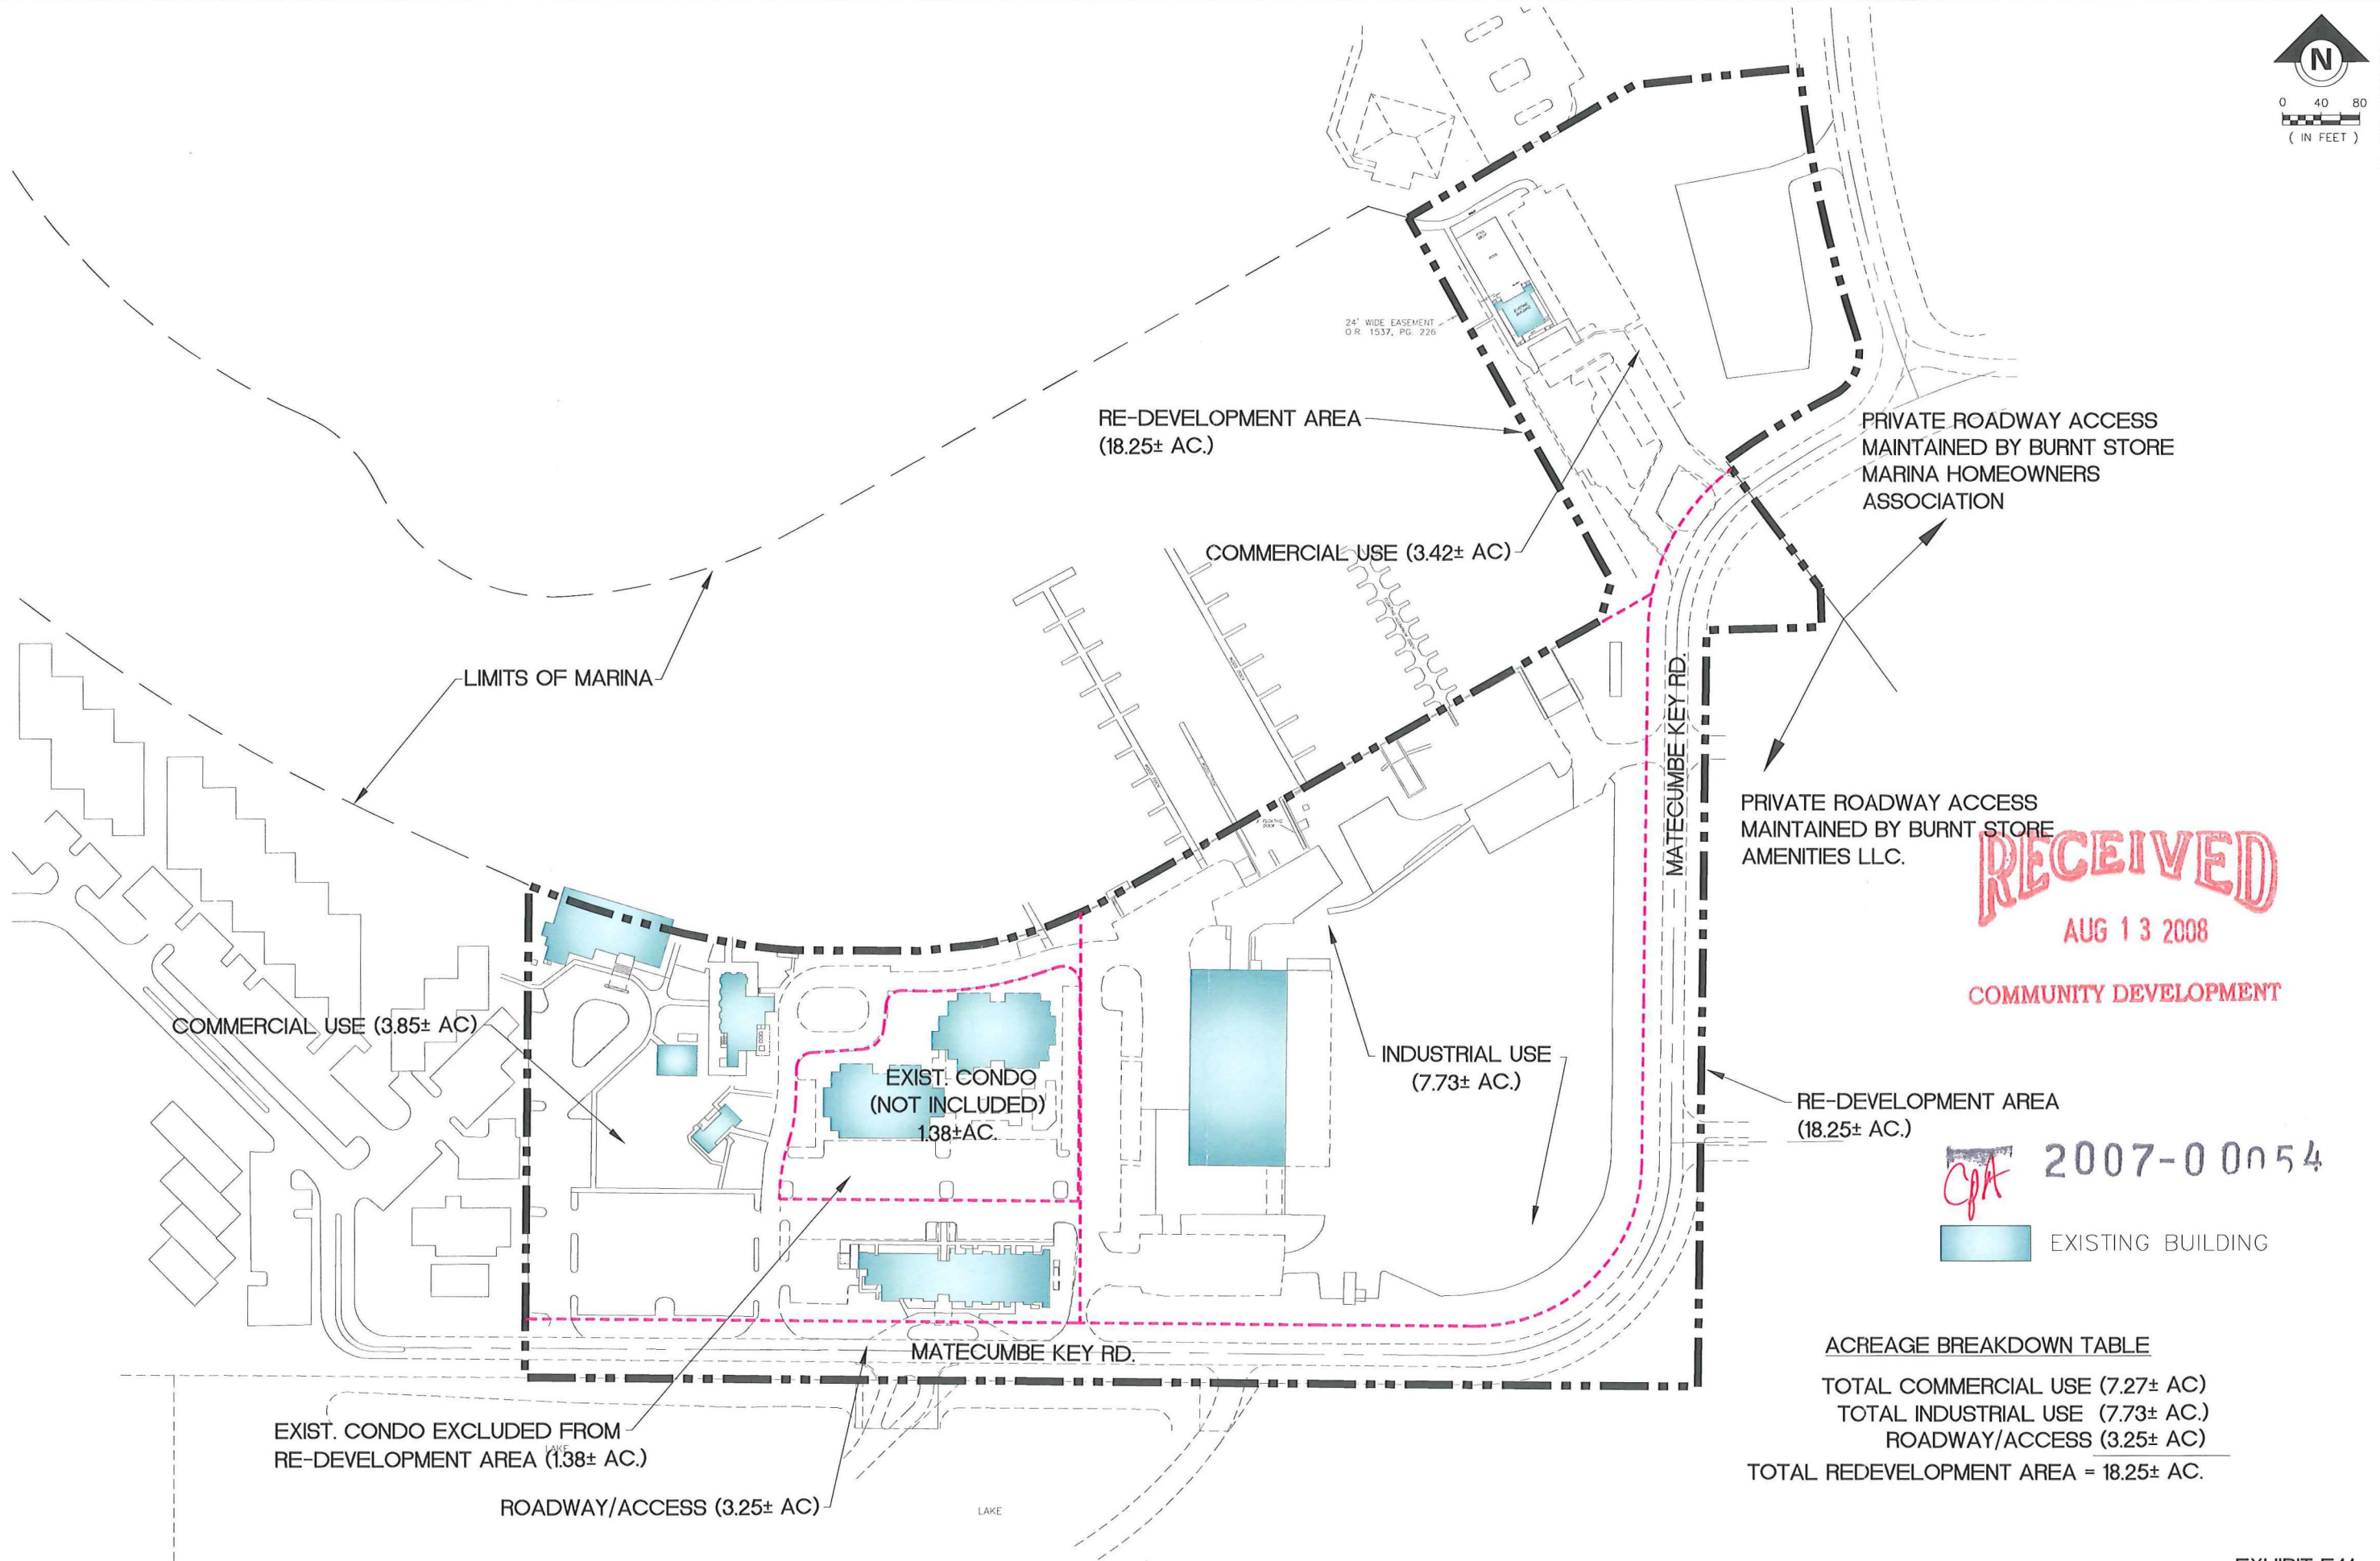 N
0 40 80
( IN FEET )
24' WIDE EASEMENT
O.R. 1537, PG. 226
RE-DEVELOPMENT AREA
(18.25± AC.)
PRIVATE ROADWAY ACCESS
MAINTAINED BY BURNT STORE
MARINA HOMEOWNERS
ASSOCIATION
COMMERCIAL USE (3.42± AC)
LIMITS OF MARINA
MATECUMBE KEY RD.
PRIVATE ROADWAY ACCESS
MAINTAINED BY BURNT STORE
AMENITIES LLC.
RECEIVED
AUG 13 2008
COMMUNITY DEVELOPMENT
COMMERCIAL USE (3.85± AC)
EXIST. CONDO
(NOT INCLUDED)
1.38±AC.
INDUSTRIAL USE
(7.73± AC.)
RE-DEVELOPMENT AREA
(18.25± AC.)
CPA 2007-00054
EXISTING BUILDING
MATECUMBE KEY RD.
ACREAGE BREAKDOWN TABLE
TOTAL COMMERCIAL USE (7.27± AC)
TOTAL INDUSTRIAL USE (7.73± AC.)
ROADWAY/ACCESS (3.25± AC)
TOTAL REDEVELOPMENT AREA = 18.25± AC.
EXIST. CONDO EXCLUDED FROM
RE-DEVELOPMENT AREA (1.38± AC.)
LAKE
ROADWAY/ACCESS (3.25± AC)
LAKE